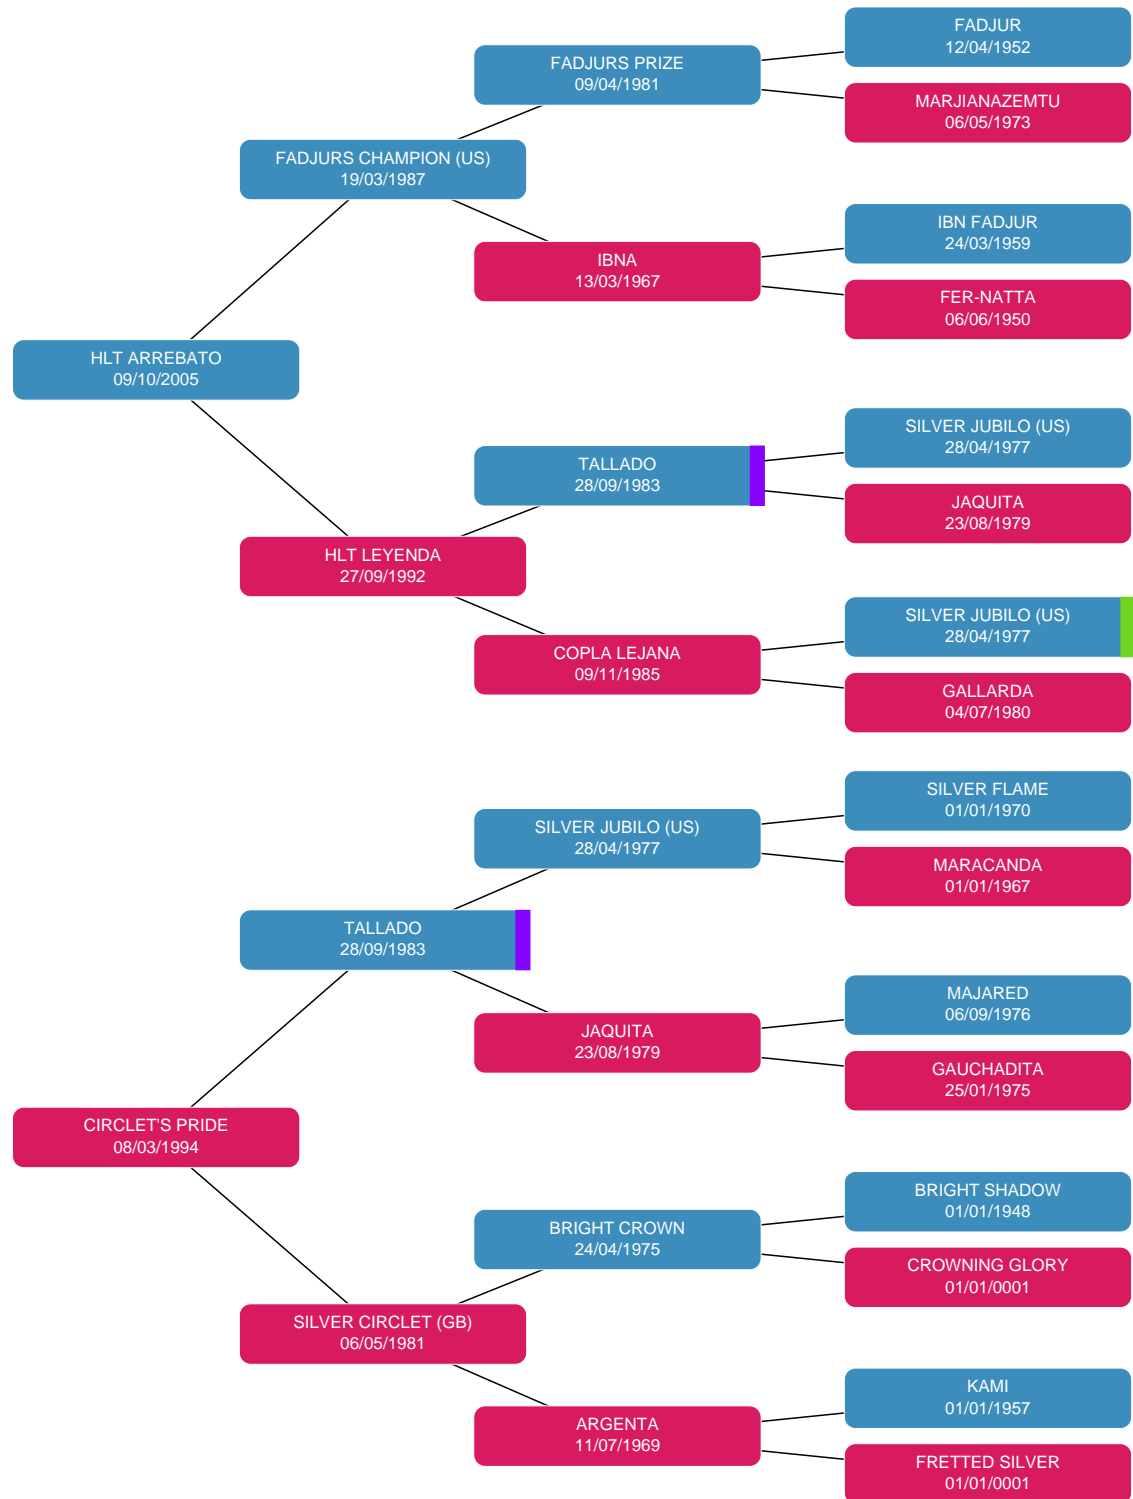 FADJUR
12/04/1952
FADJURS PRIZE
09/04/1981
MARJIANAZEMTU
06/05/1973
FADJURS CHAMPION (US)
19/03/1987
IBN FADJUR
24/03/1959
IBNA
13/03/1967
FER-NATTA
06/06/1950
HLT ARREBATO
09/10/2005
SILVER JUBILO (US)
28/04/1977
TALLADO
28/09/1983
JAQUITA
23/08/1979
HLT LEYENDA
27/09/1992
SILVER JUBILO (US)
28/04/1977
COPLA LEJANA
09/11/1985
GALLARDA
04/07/1980
SILVER FLAME
01/01/1970
SILVER JUBILO (US)
28/04/1977
MARACANDA
01/01/1967
TALLADO
28/09/1983
MAJARED
06/09/1976
JAQUITA
23/08/1979
GAUCHADITA
25/01/1975
CIRCLET'S PRIDE
08/03/1994
BRIGHT SHADOW
01/01/1948
BRIGHT CROWN
24/04/1975
CROWNING GLORY
01/01/0001
SILVER CIRCLET (GB)
06/05/1981
KAMI
01/01/1957
ARGENTA
11/07/1969
FRETTED SILVER
01/01/0001